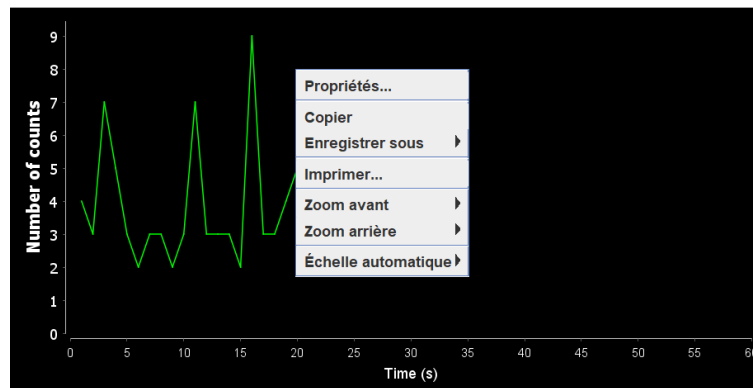 9
8
7
6
5
4
3
2
1
0
Number of counts
Propriétés...
Copier
Enregistrer sous
Imprimer...
Zoom avant
Zoom arrière
Échelle automatique
0 5 10 15 20 25 30 35 40 45 50 55 60
Time (s)